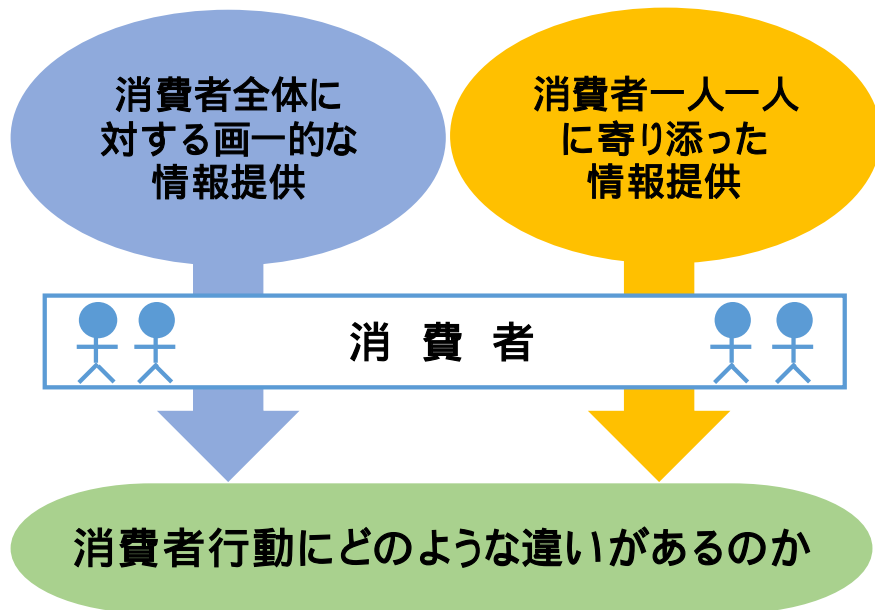 消費者全体に
対する画一的な
情報提供
消費者一人一人
に寄り添った
情報提供
消 費 者
消費者行動にどのような違いがあるのか